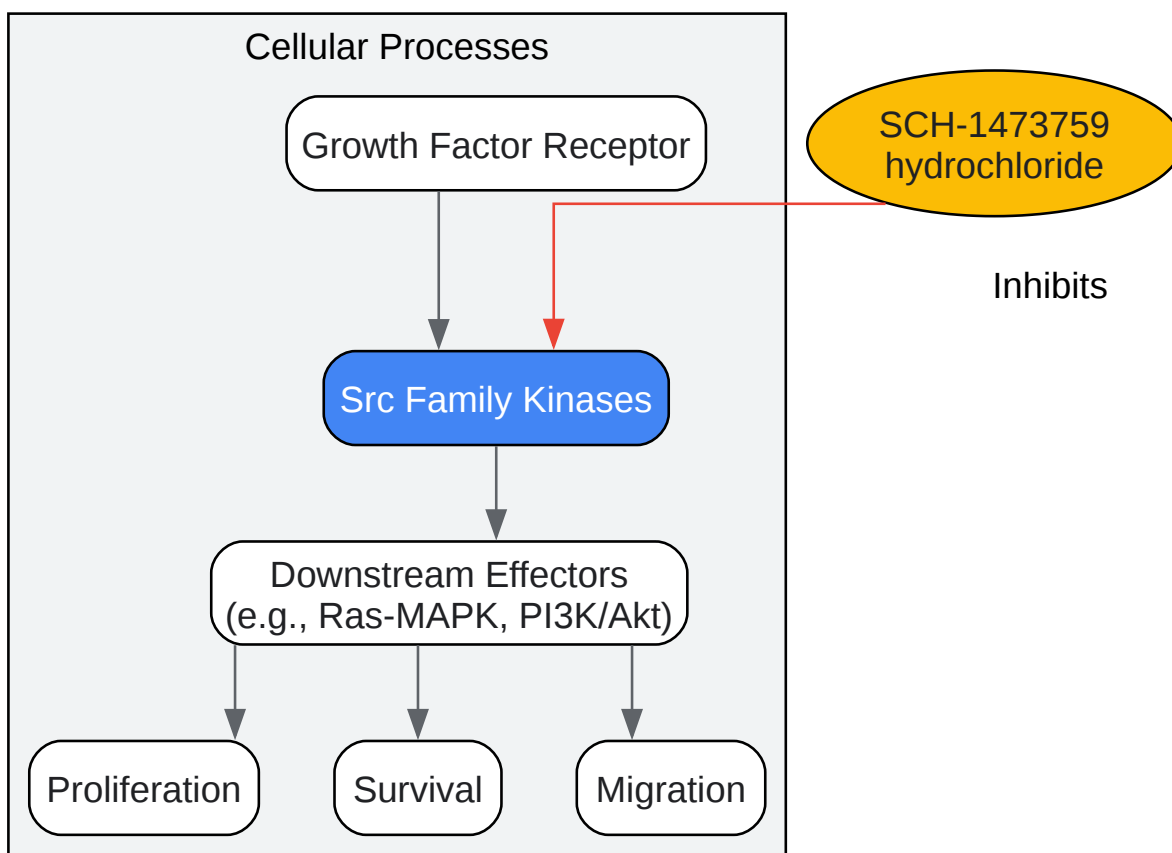 Cellular Processes
Growth Factor Receptor
SCH-1473759
hydrochloride
Inhibits
Src Family Kinases
Downstream Effectors
(e.g., Ras-MAPK, PI3K/Akt)
Proliferation
Survival
Migration